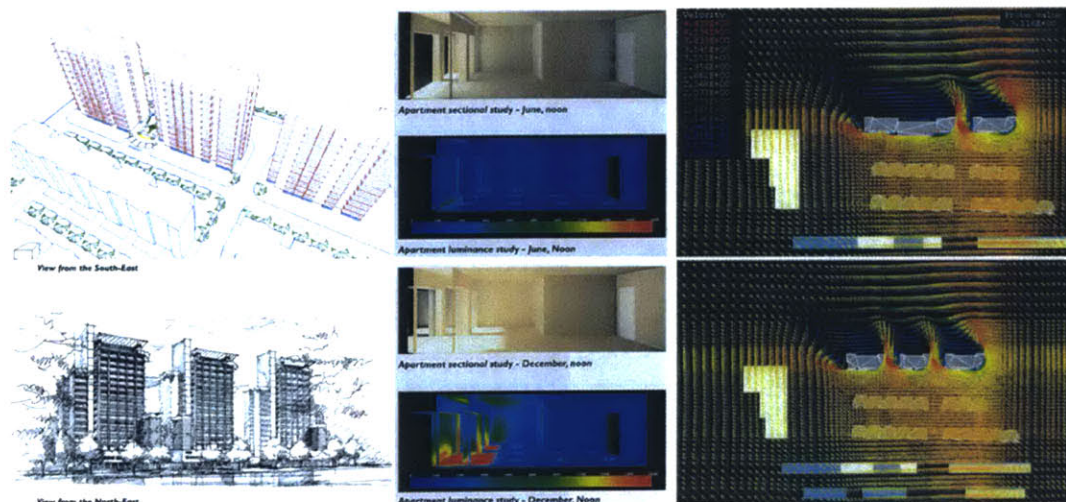 Velocity
Apartment sectional study - June, noon
Apartment luminance study - June, Noon
View from the South-East
Apartment sectional study - December, noon
View from the North-East
Apartment luminance study - December, Noon